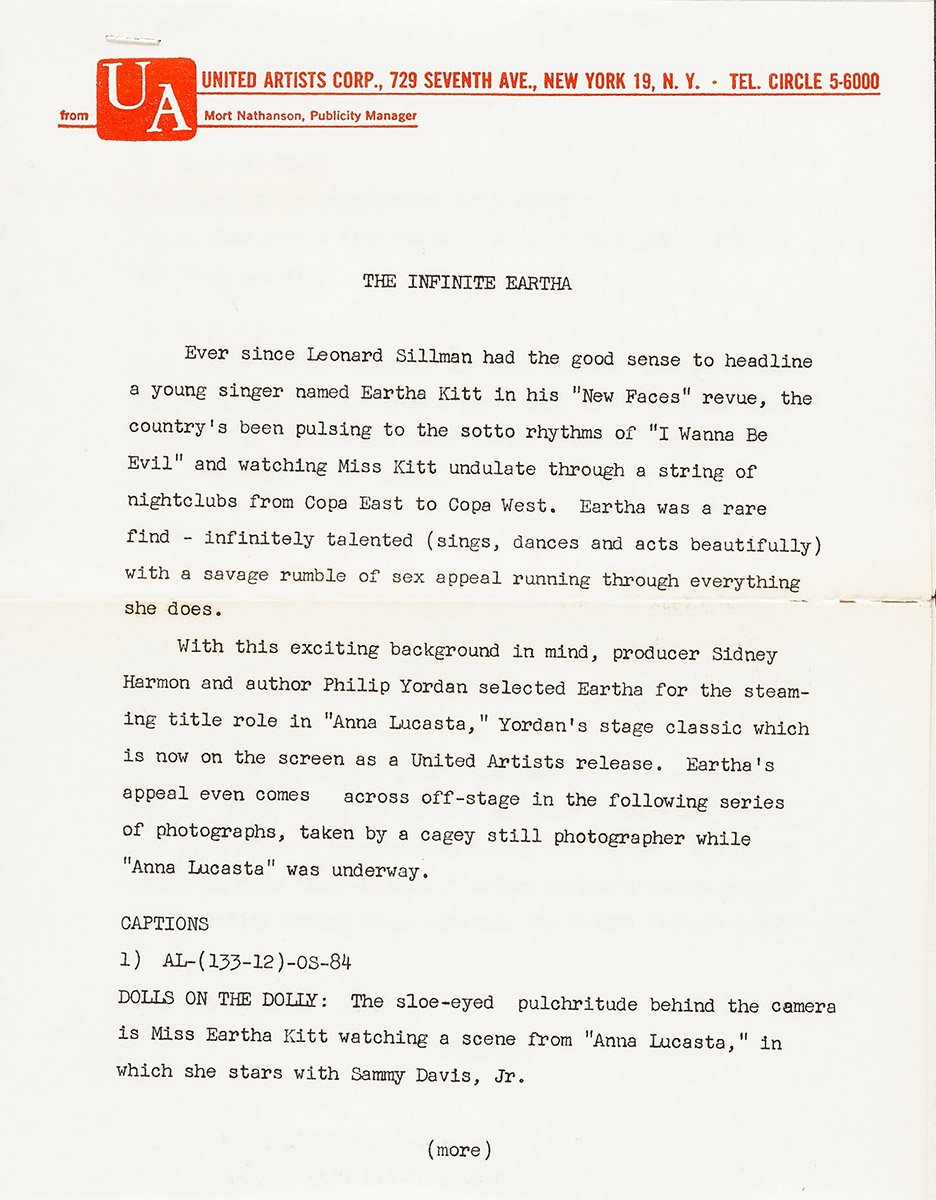 UA
UNITED ARTISTS CORP., 729 SEVENTH AVE., NEW YORK 19, N. Y. · TEL. CIRCLE 5-6000
from Mort Nathanson, Publicity Manager
THE INFINITE EARTHA
Ever since Leonard Sillman had the good sense to headline
a young singer named Eartha Kitt in his "New Faces" revue, the
country's been pulsing to the sotto rhythms of "I Wanna Be
Evil" and watching Miss Kitt undulate through a string of
nightclubs from Copa East to Copa West. Eartha was a rare
find - infinitely talented (sings, dances and acts beautifully)
with a savage rumble of sex appeal running through everything
she does.
With this exciting background in mind, producer Sidney
Harmon and author Philip Yordan selected Eartha for the steam-
ing title role in "Anna Lucasta," Yordan's stage classic which
is now on the screen as a United Artists release. Eartha's
appeal even comes across off-stage in the following series
of photographs, taken by a cagey still photographer while
"Anna Lucasta" was underway.
CAPTIONS
1) AL-(133-12)-OS-84
DOLLS ON THE DOLLY: The sloe-eyed pulchritude behind the camera
is Miss Eartha Kitt watching a scene from "Anna Lucasta," in
which she stars with Sammy Davis, Jr.
(more)